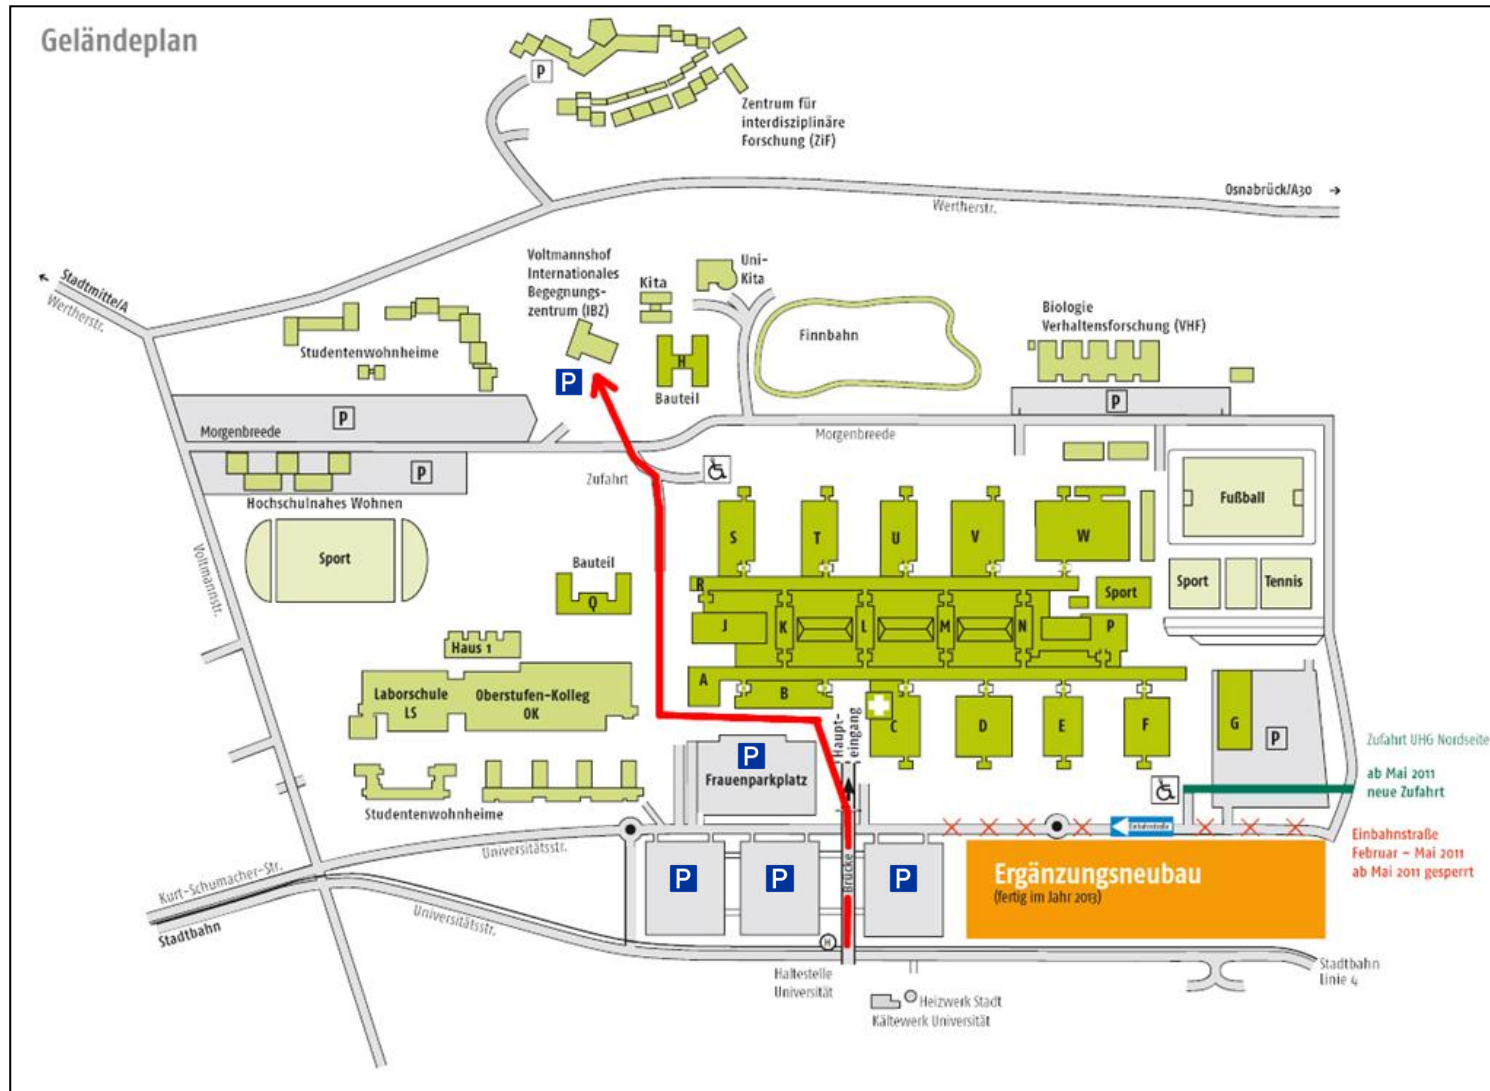 Geländeplan
P
Zentrum für
interdisziplinäre
Forschung (ZiF)
Osnabrück/A30 →
Wertherstr.
Stadtmitte/A
Wertherstr.
Voltmannshof
Internationales
Begegnungs-
zentrum (IBZ)
Kita
Uni-
Kita
Finnbahn
Biologie
Verhaltensforschung (VHF)
Studentenwohnheime
P
H
Bauteil
P
P
Morgenbreede
Morgenbreede
Zufahrt
P
Hochschulnahes Wohnen
Sport
Voltmannstr.
Bauteil
Q
Haus 1
Laborschule
LS
Oberstufen-Kolleg
OK
Studentenwohnheime
S
T
U
V
W
Fußball
R
Sport
Sport
Tennis
J
K
L
M
N
P
A
B
C
D
E
F
G
P
Haupt-
eingang
P
Frauenparkplatz
Zufahrt UHG Nordseite
ab Mai 2011
neue Zufahrt
Einbahnstraße
Einbahnstraße
Februar – Mai 2011
ab Mai 2011 gesperrt
Universitätsstr.
Kurt-Schumacher-Str.
Stadtbahn
Universitätsstr.
P
P
Brücke
P
Ergänzungsneubau
(fertig im Jahr 2013)
H
Haltestelle
Universität
Stadtbahn
Linie 4
Heizwerk Stadt
Kältewerk Universität